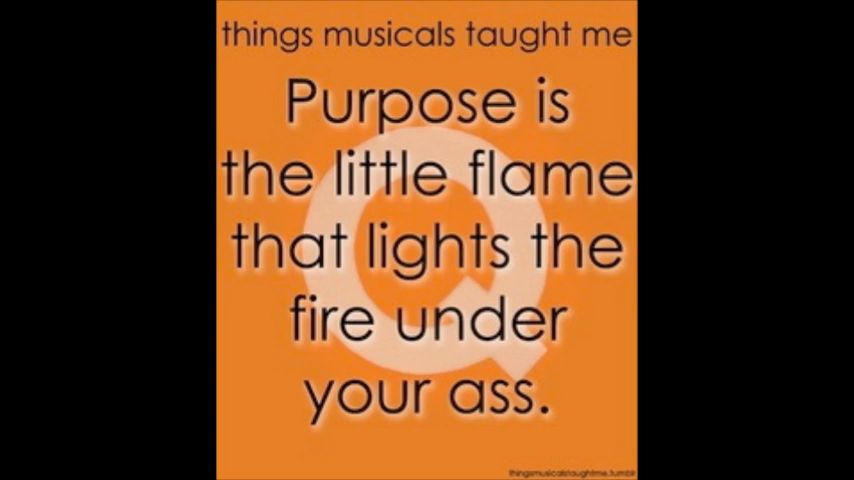 things musicals taught me
Purpose is
the little flame
that lights the
fire under
your ass.
Q
thingsmusicalstaughtme.tumblr